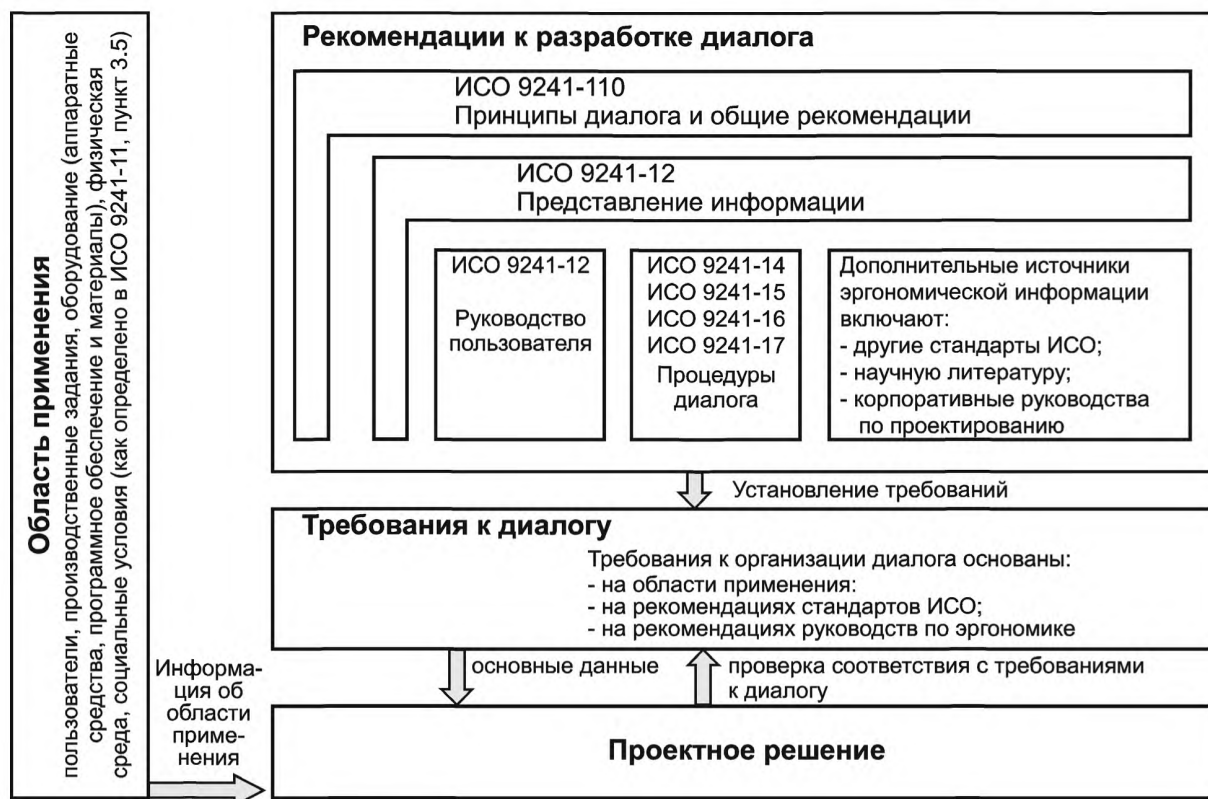 Область применения
пользователи, производственные задания, оборудование (аппаратные
средства, программное обеспечение и материалы), физическая
среда, социальные условия (как определено в ИСО 9241-11, пункт 3.5)
Рекомендации к разработке диалога
ИСО 9241-110
Принципы диалога и общие рекомендации
ИСО 9241-12
Представление информации
ИСО 9241-12
Руководство
пользователя
ИСО 9241-14
ИСО 9241-15
ИСО 9241-16
ИСО 9241-17
Процедуры
диалога
Дополнительные источники
эргономической информации
включают:
- другие стандарты ИСО;
- научную литературу;
- корпоративные руководства
по проектированию
Установление требований
Требования к диалогу
Требования к организации диалога основаны:
- на области применения:
- на рекомендациях стандартов ИСО;
- на рекомендациях руководств по эргономике
Информа-
ция об
области
приме-
нения
основные данные
проверка соответствия с требованиями
к диалогу
Проектное решение